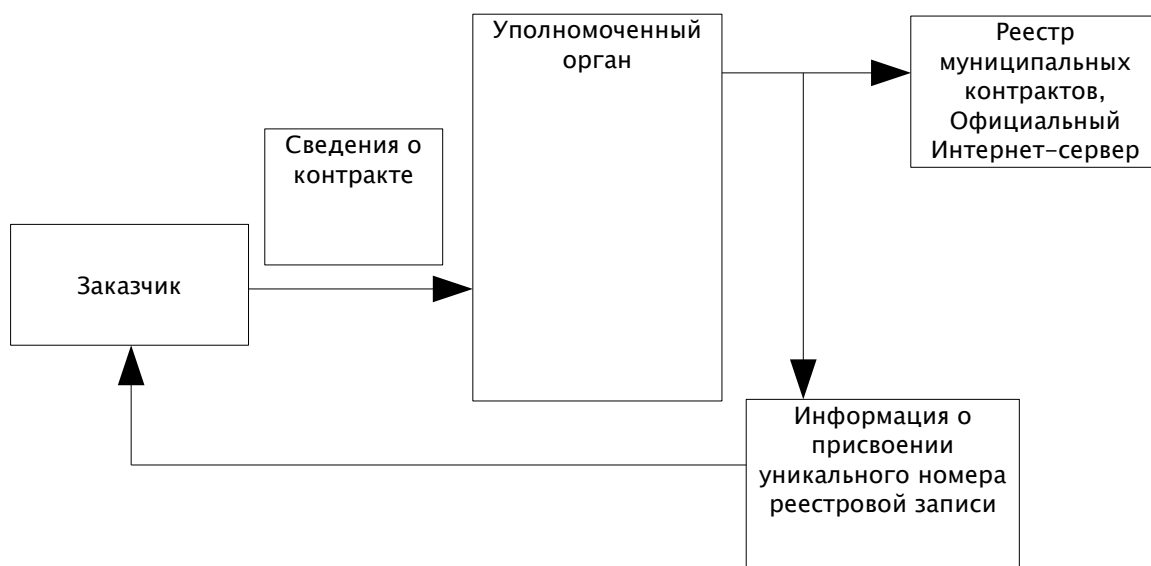 Уполномоченный
орган
Реестр
муниципальных
контрактов,
Официальный
Интернет-сервер
Сведения о
контракте
Заказчик
Информация о
присвоении
уникального номера
реестровой записи